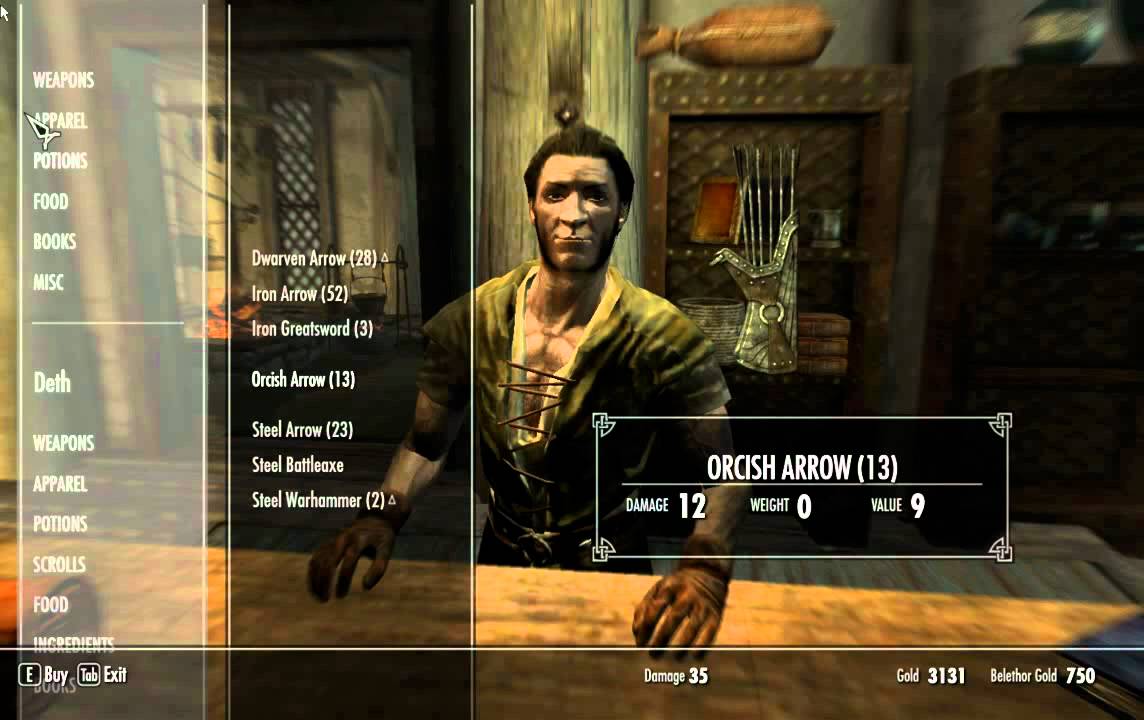 WEAPONS
APPAREL
POTIONS
FOOD
BOOKS
MISC
Deth
WEAPONS
APPAREL
POTIONS
SCROLLS
FOOD
INGREDIENTS
BOOKS
Dwarven Arrow (28)
Iron Arrow (52)
Iron Greatsword (3)
Orcish Arrow (13)
Steel Arrow (23)
Steel Battleaxe
Steel Warhammer (2)
ORCISH ARROW (13)
DAMAGE 12 WEIGHT 0 VALUE 9
E Buy Tab Exit Damage 35 Gold 3131 Belethor Gold 750